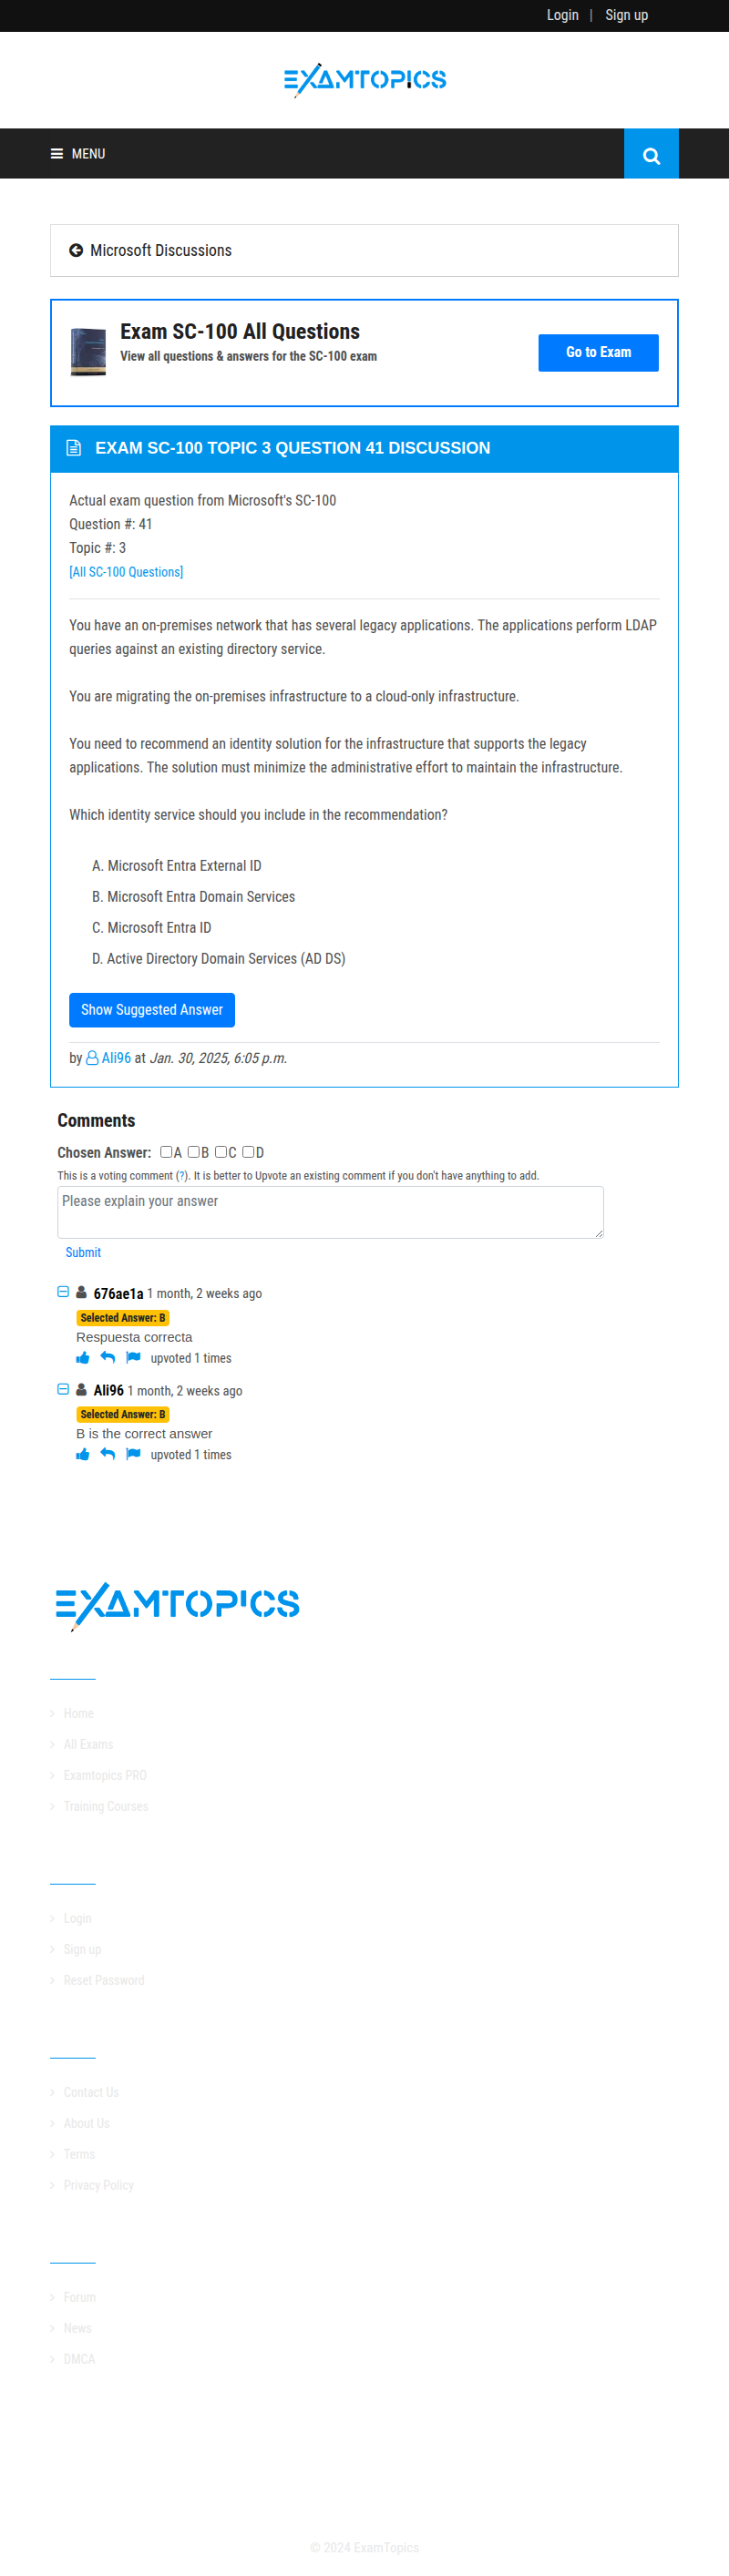 Login | Sign up
EXAMTOPICS
MENU
Microsoft Discussions
Exam SC-100 All Questions
View all questions & answers for the SC-100 exam
Go to Exam
EXAM SC-100 TOPIC 3 QUESTION 41 DISCUSSION
Actual exam question from Microsoft's SC-100
Question #: 41
Topic #: 3
[All SC-100 Questions]
You have an on-premises network that has several legacy applications. The applications perform LDAP
queries against an existing directory service.
You are migrating the on-premises infrastructure to a cloud-only infrastructure.
You need to recommend an identity solution for the infrastructure that supports the legacy
applications. The solution must minimize the administrative effort to maintain the infrastructure.
Which identity service should you include in the recommendation?
A. Microsoft Entra External ID
B. Microsoft Entra Domain Services
C. Microsoft Entra ID
D. Active Directory Domain Services (AD DS)
Show Suggested Answer
by Ali96 at Jan. 30, 2025, 6:05 p.m.
Comments
Chosen Answer: A B C D
This is a voting comment (?). It is better to Upvote an existing comment if you don't have anything to add.
Please explain your answer
Submit
676ae1a 1 month, 2 weeks ago
Selected Answer: B
Respuesta correcta
upvoted 1 times
Ali96 1 month, 2 weeks ago
Selected Answer: B
B is the correct answer
upvoted 1 times
EXAMTOPICS
Home
All Exams
Examtopics PRO
Training Courses
Login
Sign up
Reset Password
Contact Us
About Us
Terms
Privacy Policy
Forum
News
DMCA
© 2024 ExamTopics